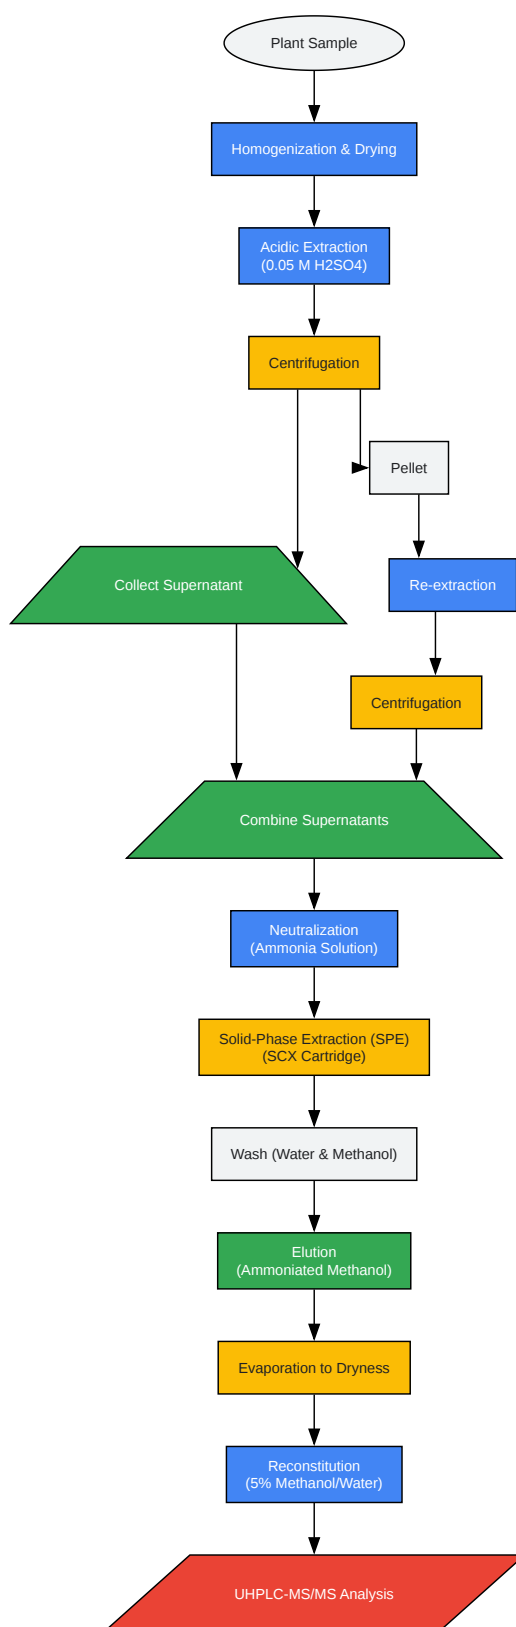 Plant Sample
Homogenization & Drying
Acidic Extraction
(0.05 M H2SO4)
Centrifugation
Pellet
Collect Supernatant
Re-extraction
Centrifugation
Combine Supernatants
Neutralization
(Ammonia Solution)
Solid-Phase Extraction (SPE)
(SCX Cartridge)
Wash (Water & Methanol)
Elution
(Ammoniated Methanol)
Evaporation to Dryness
Reconstitution
(5% Methanol/Water)
UHPLC-MS/MS Analysis